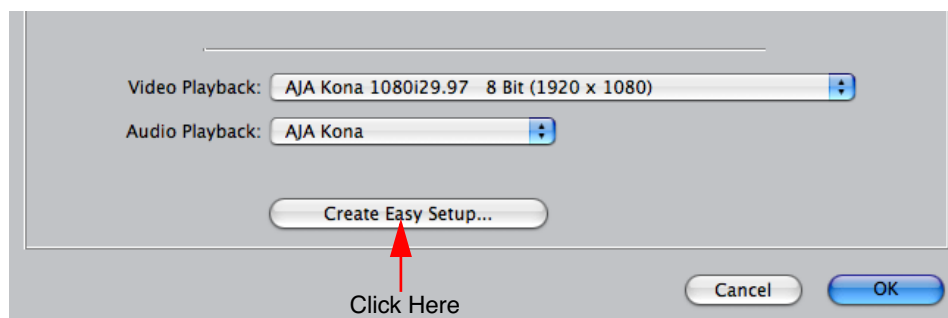 Video Playback: AJA Kona 1080i29.97 8 Bit (1920 x 1080)
Audio Playback: AJA Kona
Create Easy Setup...
Cancel OK
Click Here